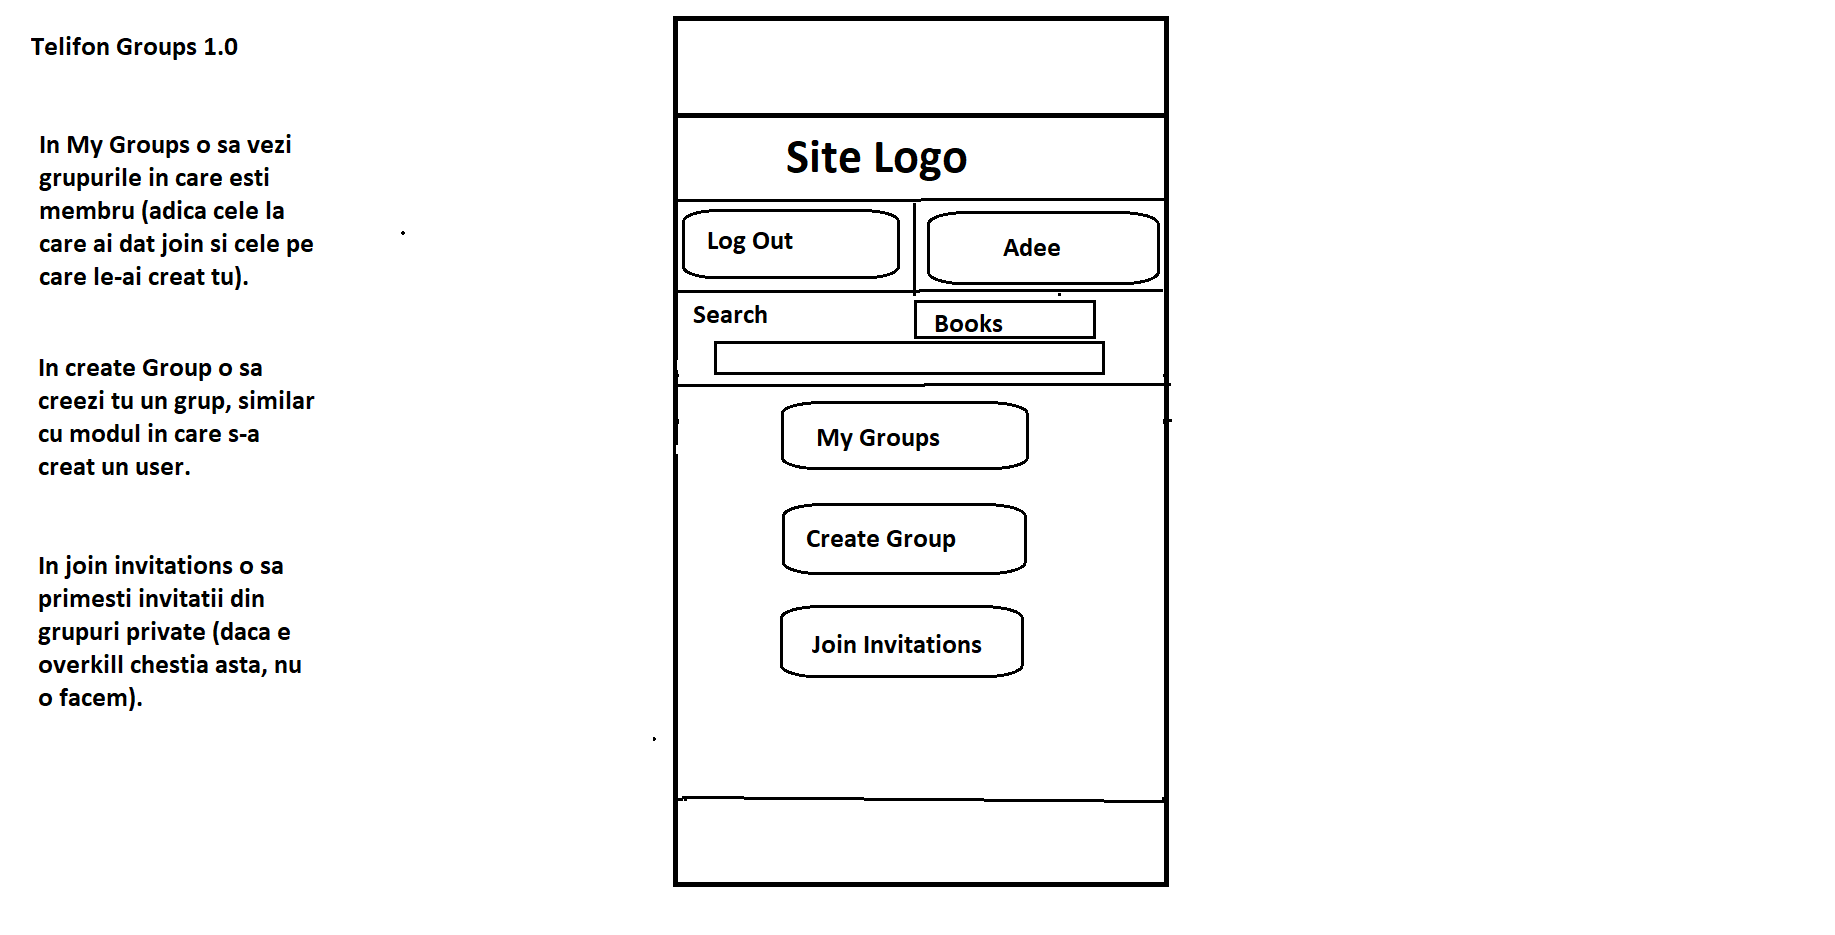 Telifon Groups 1.0
In My Groups o sa vezi
grupurile in care esti
membru (adica cele la
care ai dat join si cele pe
care le-ai creat tu).
In create Group o sa
creezi tu un grup, similar
cu modul in care s-a
creat un user.
In join invitations o sa
primesti invitatii din
grupuri private (daca e
overkill chestia asta, nu
o facem).
Site Logo
Log Out
Adee
Search
Books
My Groups
Create Group
Join Invitations